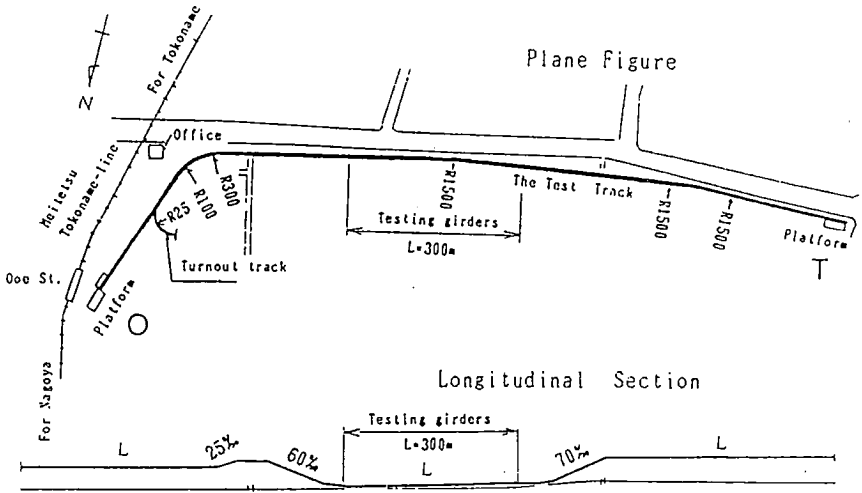 Plane Figure
For Tokoname
N
Office
Meitetsu
Tokoname-line
R300
R100
R25
R1500
The Test Track
R1500
R1500
Testing girders
L=300m
Platform
T
Turnout track
Ooe St.
Platform
O
For Nagoya
Longitudinal Section
Testing girders
L=300m
L
25‰
60‰
L
70‰
L